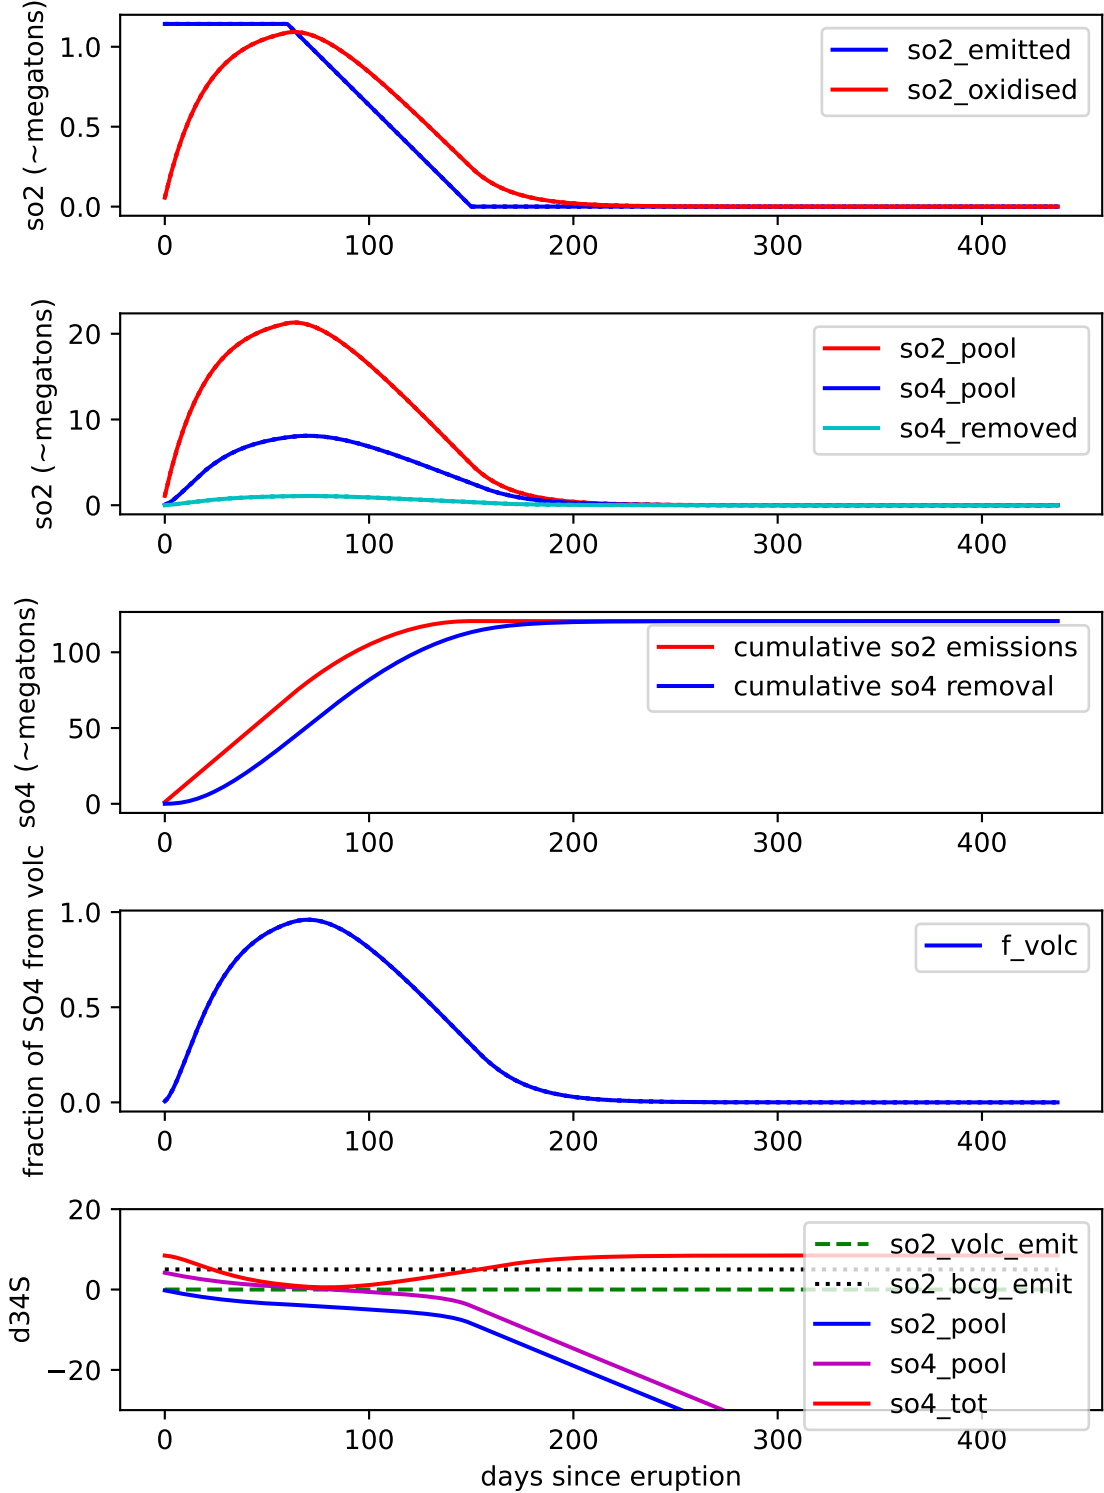 so2 (~megatons)
1.0
0.5
0.0
so2_emitted
so2_oxidised
0 100 200 300 400
so2 (~megatons)
20
10
0
so2_pool
so4_pool
so4_removed
0 100 200 300 400
so4 (~megatons)
100
50
0
cumulative so2 emissions
cumulative so4 removal
0 100 200 300 400
fraction of SO4 from volc
1.0
0.5
0.0
f_volc
0 100 200 300 400
d34S
20
0
−20
so2_volc_emit
so2_bcg_emit
so2_pool
so4_pool
so4_tot
0 100 200 300 400
days since eruption